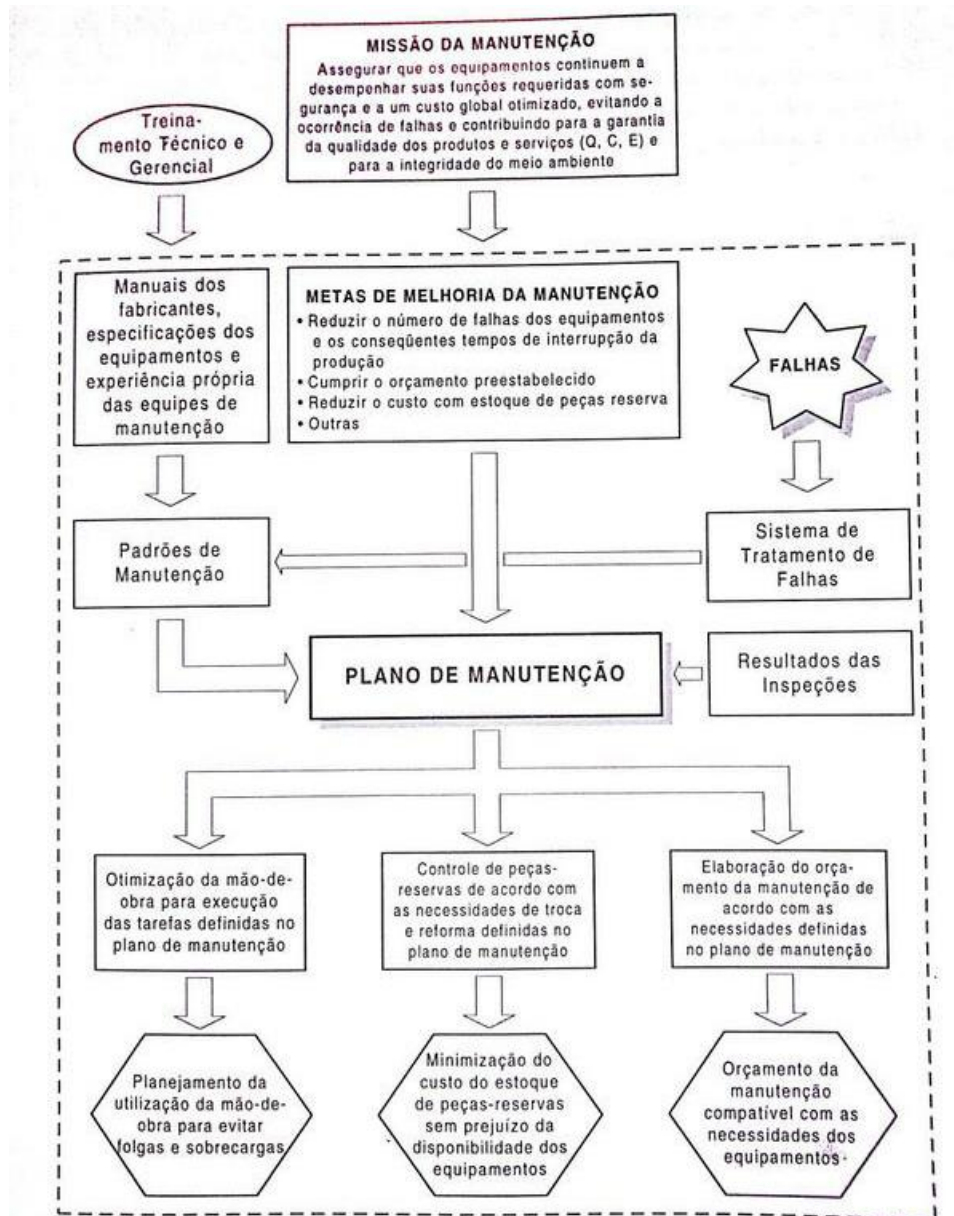 MISSÃO DA MANUTENÇÃO
Assegurar que os equipamentos continuem a
desempenhar suas funções requeridas com se-
gurança e a um custo global otimizado, evitando a
ocorrência de falhas e contribuindo para a garantia
da qualidade dos produtos e serviços (Q, C, E) e
para a integridade do meio ambiente
Treina-
mento Técnico e
Gerencial
Manuais dos
fabricantes,
especificações dos
equipamentos e
experiência própria
das equipes de
manutenção
METAS DE MELHORIA DA MANUTENÇÃO
• Reduzir o número de falhas dos equipamentos
e os conseqüentes tempos de interrupção da
produção
• Cumprir o orçamento preestabelecido
• Reduzir o custo com estoque de peças reserva
• Outras
FALHAS
Padrões de
Manutenção
Sistema de
Tratamento de
Falhas
PLANO DE MANUTENÇÃO
Resultados das
Inspeções
Otimização da mão-de-
obra para execução
das tarefas definidas no
plano de manutenção
Controle de peças-
reservas de acordo com
as necessidades de troca
e reforma definidas no
plano de manutenção
Elaboração do orça-
mento da manutenção de
acordo com as
necessidades definidas
no plano de manutenção
Planejamento da
utilização da mão-de-
obra para evitar
folgas e sobrecargas
Minimização do
custo do estoque
de peças-reservas
sem prejuízo da
disponibilidade dos
equipamentos
Orçamento da
manutenção
compatível com as
necessidades dos
equipamentos